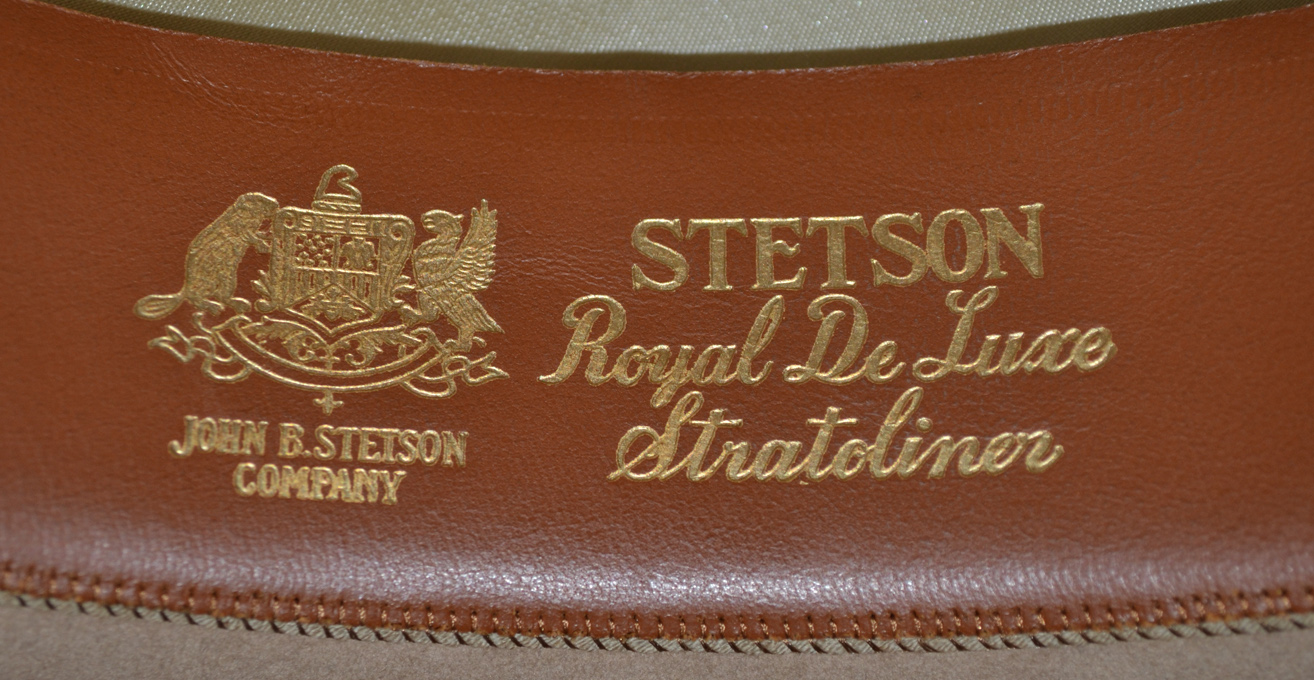 JOHN B. STETSON
COMPANY
STETSON
Royal De Luxe
Stratoliner